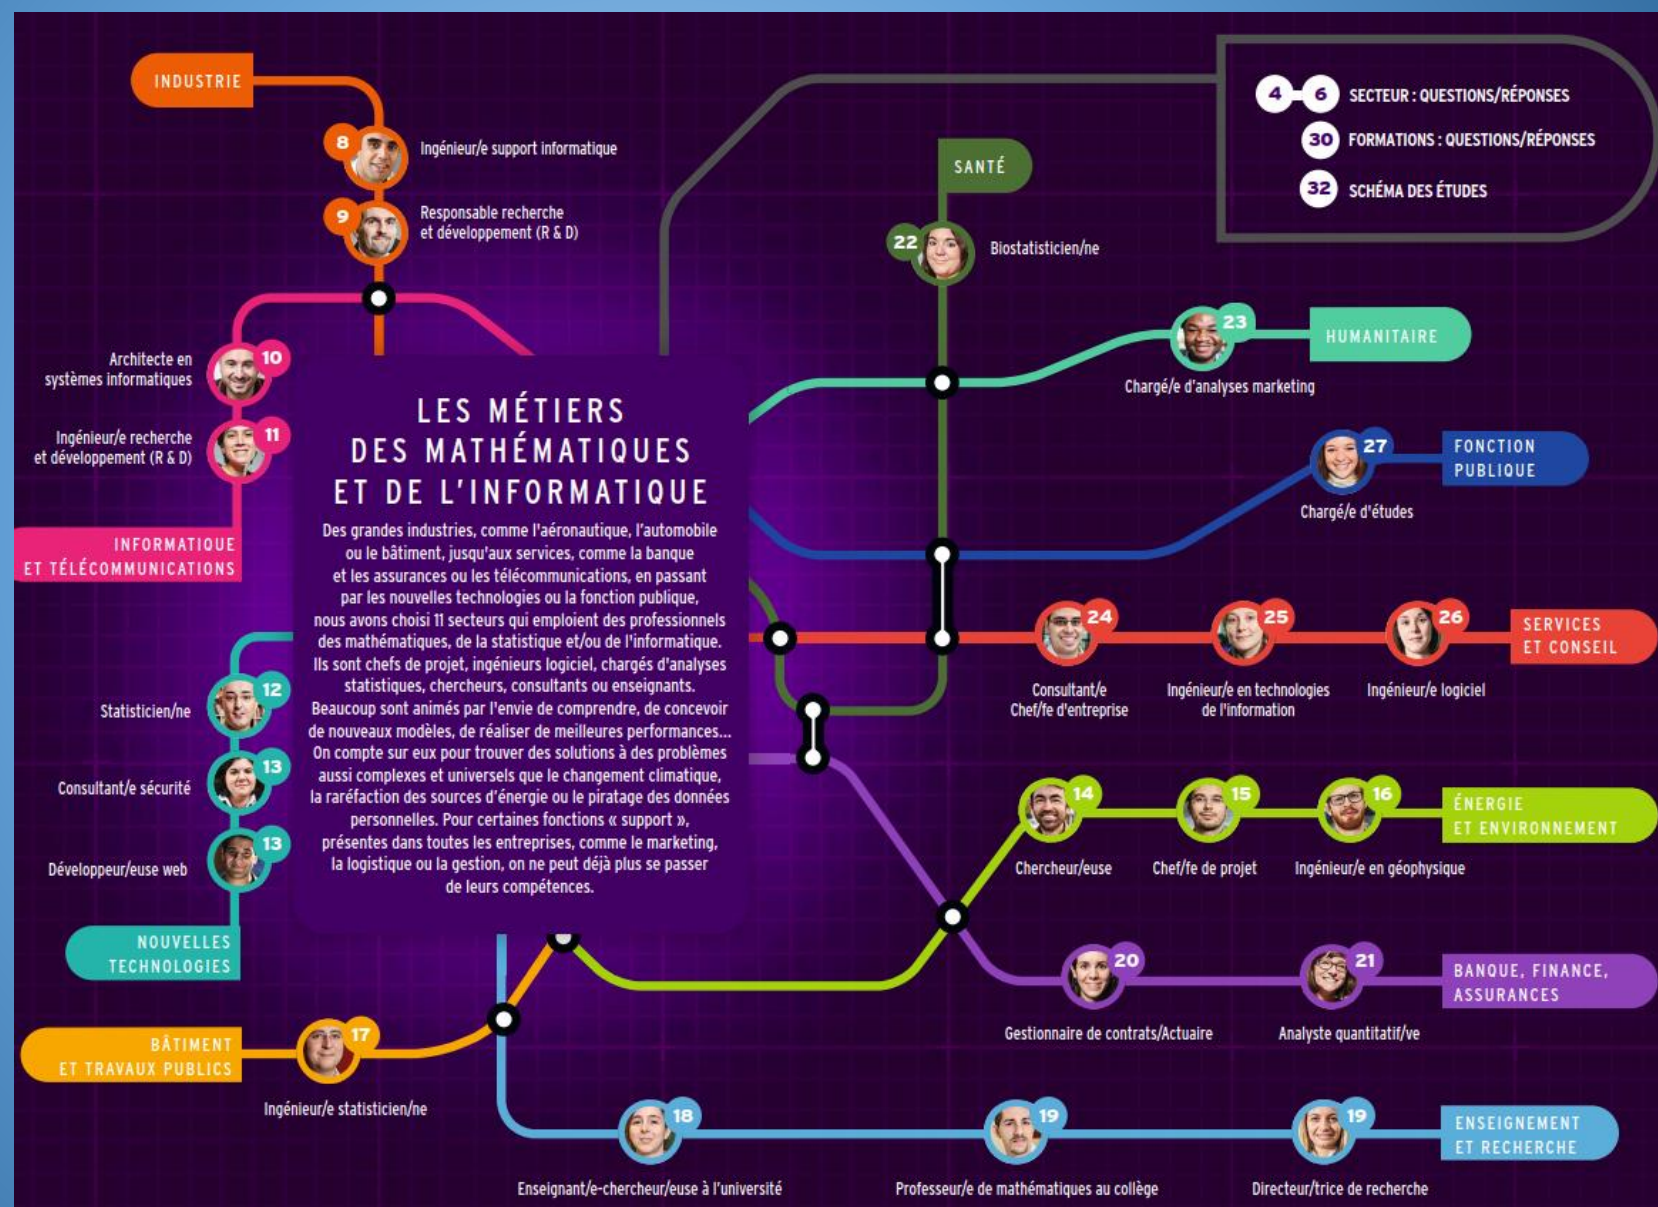 INDUSTRIE
8
Ingénieur/e support informatique
9
Responsable recherche
et développement (R & D)
4
6
SECTEUR : QUESTIONS/RÉPONSES
30
FORMATIONS : QUESTIONS/RÉPONSES
32
SCHÉMA DES ÉTUDES
SANTÉ
22
Biostatisticien/ne
23
HUMANITAIRE
Chargé/e d'analyses marketing
27
FONCTION
PUBLIQUE
Chargé/e d'études
10
Architecte en
systèmes informatiques
11
Ingénieur/e recherche
et développement (R & D)
INFORMATIQUE
ET TÉLÉCOMMUNICATIONS
LES MÉTIERS
DES MATHÉMATIQUES
ET DE L'INFORMATIQUE
Des grandes industries, comme l'aéronautique, l'automobile
ou le bâtiment, jusqu'aux services, comme la banque
et les assurances ou les télécommunications, en passant
par les nouvelles technologies ou la fonction publique,
nous avons choisi 11 secteurs qui emploient des professionnels
des mathématiques, de la statistique et/ou de l'informatique.
Ils sont chefs de projet, ingénieurs logiciel, chargés d'analyses
statistiques, chercheurs, consultants ou enseignants.
Beaucoup sont animés par l'envie de comprendre, de concevoir
de nouveaux modèles, de réaliser de meilleures performances...
On compte sur eux pour trouver des solutions à des problèmes
aussi complexes et universels que le changement climatique,
la raréfaction des sources d'énergie ou le piratage des données
personnelles. Pour certaines fonctions « support »,
présentes dans toutes les entreprises, comme le marketing,
la logistique ou la gestion, on ne peut déjà plus se passer
de leurs compétences.
24
25
26
SERVICES
ET CONSEIL
Consultant/e
Chef/fe d'entreprise
Ingénieur/e en technologies
de l'information
Ingénieur/e logiciel
12
Statisticien/ne
13
Consultant/e sécurité
13
Développeur/euse web
NOUVELLES
TECHNOLOGIES
14
15
16
ÉNERGIE
ET ENVIRONNEMENT
Chercheur/euse
Chef/fe de projet
Ingénieur/e en géophysique
20
21
BANQUE, FINANCE,
ASSURANCES
Gestionnaire de contrats/Actuaire
Analyste quantitatif/ve
BÂTIMENT
ET TRAVAUX PUBLICS
17
Ingénieur/e statisticien/ne
18
19
19
ENSEIGNEMENT
ET RECHERCHE
Enseignant/e-chercheur/euse à l'université
Professeur/e de mathématiques au collège
Directeur/trice de recherche